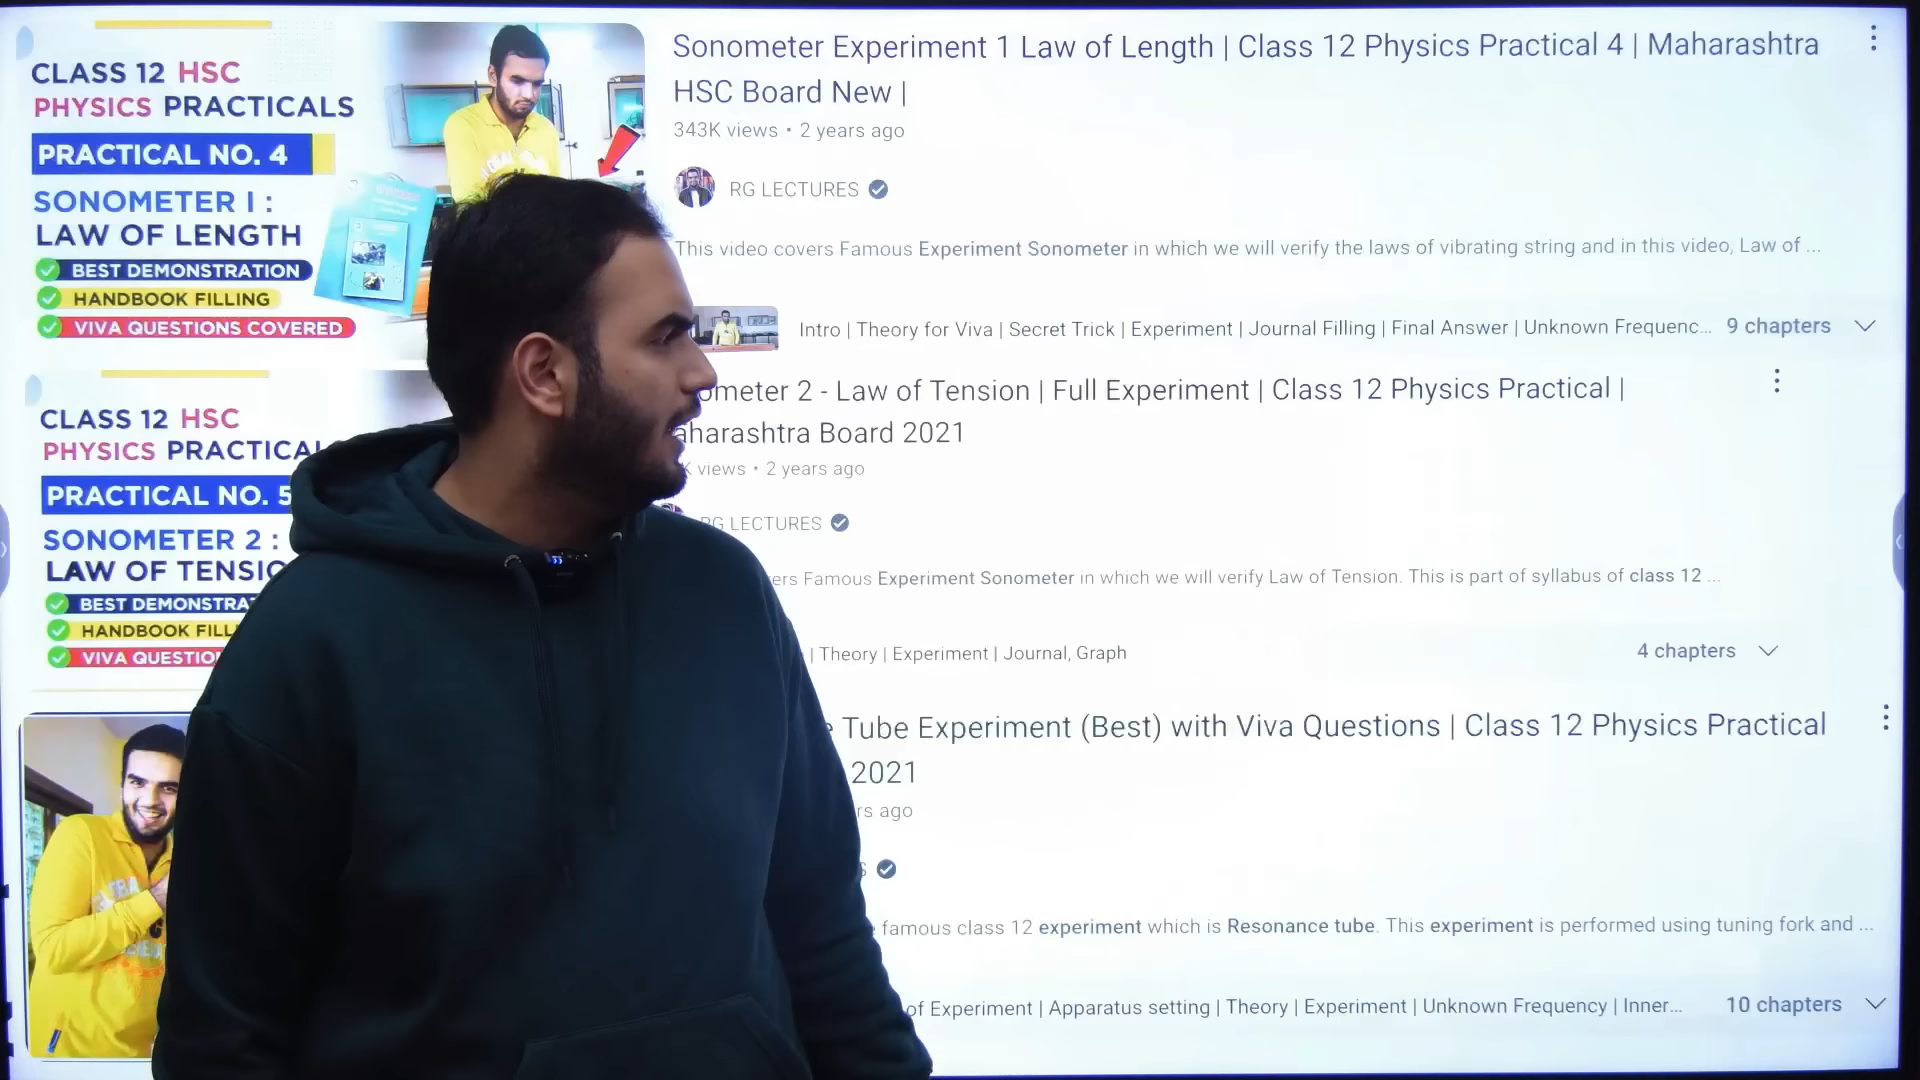 CLASS 12 HSC
PHYSICS PRACTICALS
PRACTICAL NO. 4
SONOMETER I :
LAW OF LENGTH
BEST DEMONSTRATION
HANDBOOK FILLING
VIVA QUESTIONS COVERED
Sonometer Experiment 1 Law of Length | Class 12 Physics Practical 4 | Maharashtra
HSC Board New |
343K views • 2 years ago
RG LECTURES
This video covers Famous Experiment Sonometer in which we will verify the laws of vibrating string and in this video, Law of ...
Intro | Theory for Viva | Secret Trick | Experiment | Journal Filling | Final Answer | Unknown Frequenc... 9 chapters
CLASS 12 HSC
PHYSICS PRACTICAL
PRACTICAL NO. 5
SONOMETER 2 :
LAW OF TENSIO
BEST DEMONSTRA
HANDBOOK FILL
VIVA QUESTIO
ometer 2 - Law of Tension | Full Experiment | Class 12 Physics Practical |
aharashtra Board 2021
K views • 2 years ago
RG LECTURES
ers Famous Experiment Sonometer in which we will verify Law of Tension. This is part of syllabus of class 12 ...
| Theory | Experiment | Journal, Graph 4 chapters
e Tube Experiment (Best) with Viva Questions | Class 12 Physics Practical
2021
rs ago
S
famous class 12 experiment which is Resonance tube. This experiment is performed using tuning fork and ...
of Experiment | Apparatus setting | Theory | Experiment | Unknown Frequency | Inner... 10 chapters